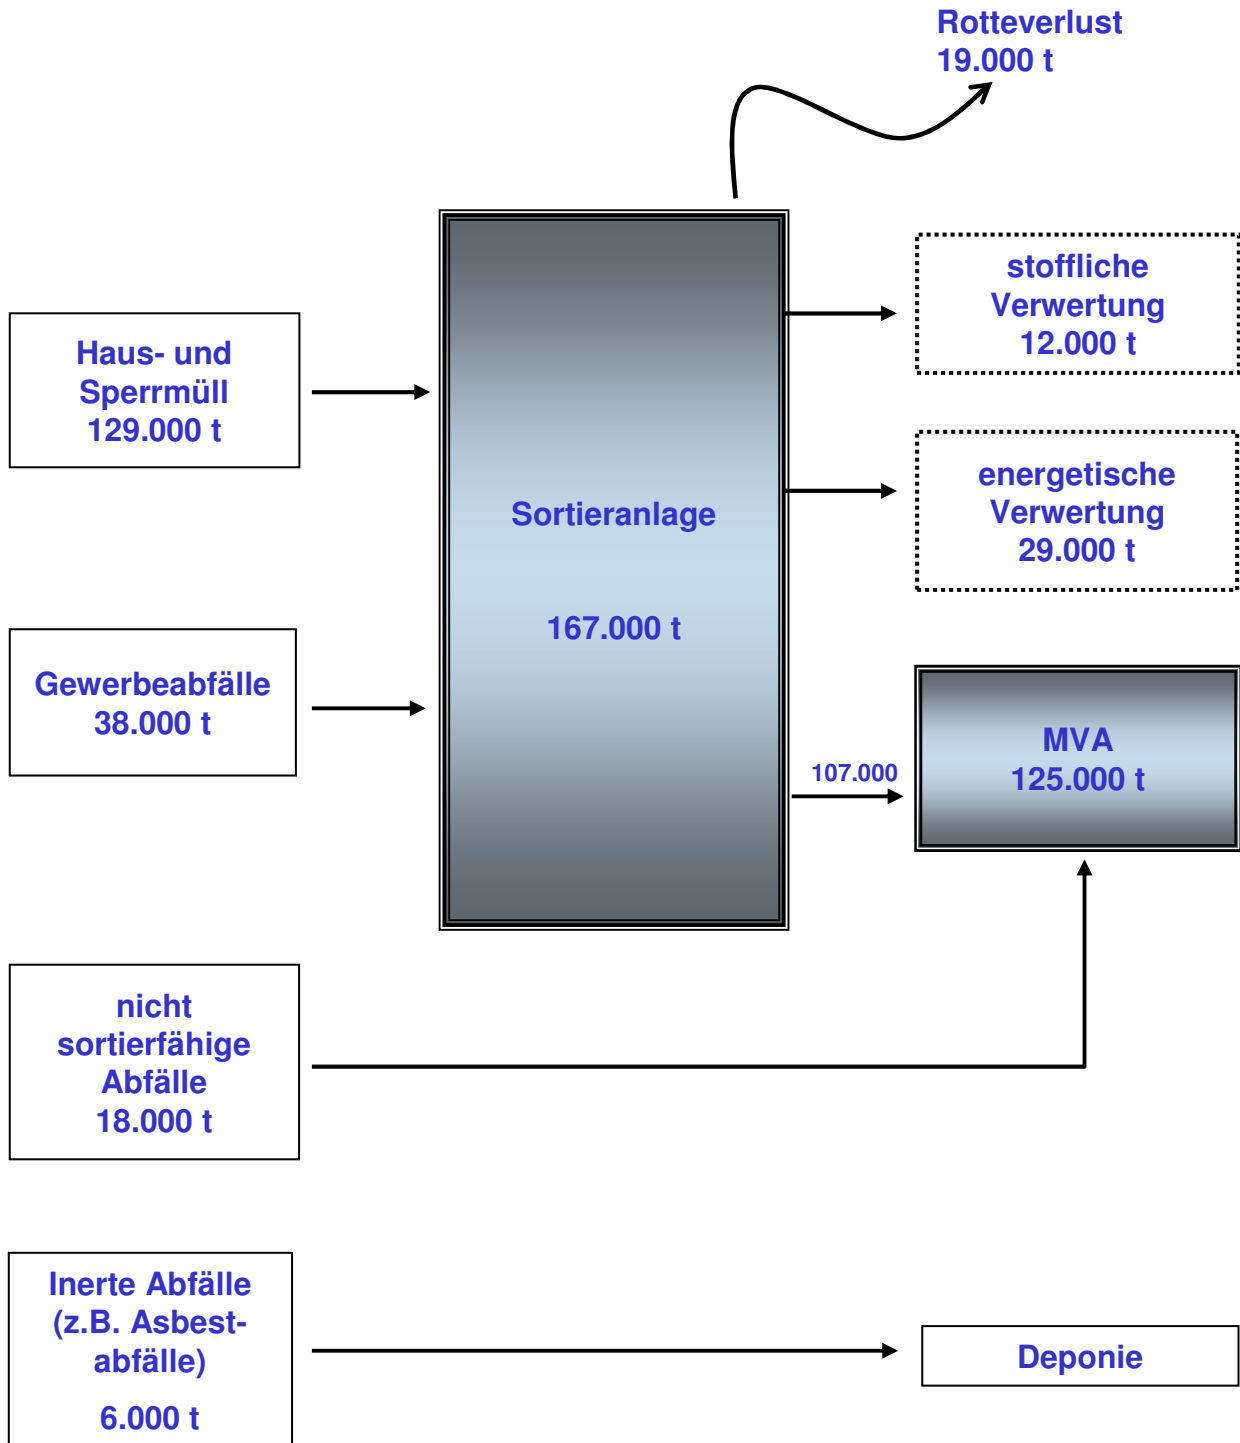 Rotteverlust
19.000 t
stoffliche
Verwertung
12.000 t
Haus- und
Sperrmüll
129.000 t
energetische
Verwertung
29.000 t
Sortieranlage
167.000 t
Gewerbeabfälle
38.000 t
MVA
125.000 t
107.000
nicht
sortierfähige
Abfälle
18.000 t
Inerte Abfälle
(z.B. Asbest-
abfälle)
6.000 t
Deponie